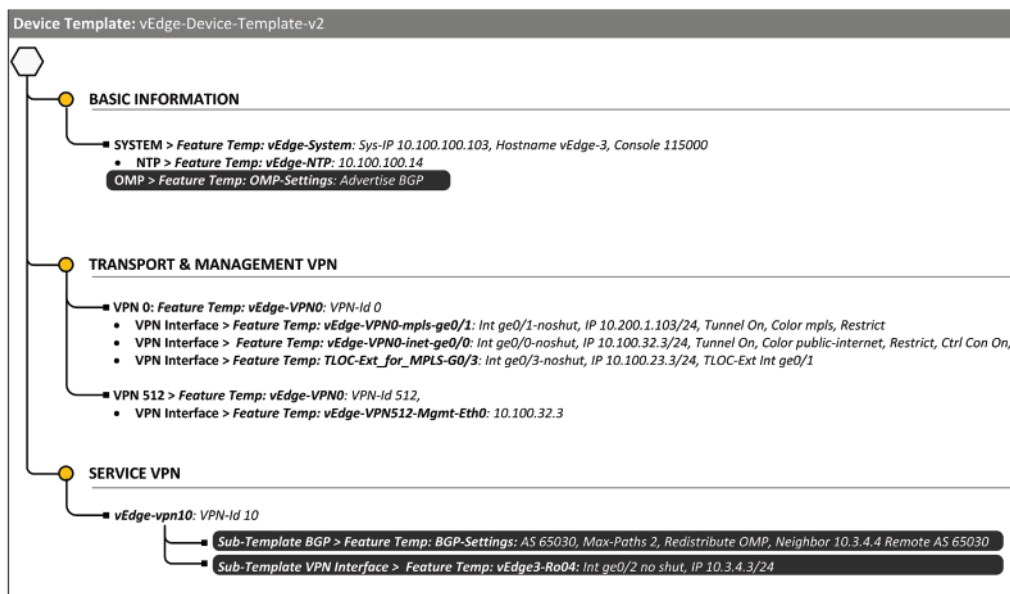 Device Template: vEdge-Device-Template-v2
BASIC INFORMATION
SYSTEM > Feature Temp: vEdge-System: Sys-IP 10.100.100.103, Hostname vEdge-3, Console 115000
• NTP > Feature Temp: vEdge-NTP: 10.100.100.14
OMP > Feature Temp: OMP-Settings: Advertise BGP
TRANSPORT & MANAGEMENT VPN
VPN 0: Feature Temp: vEdge-VPN0: VPN-Id 0
• VPN Interface > Feature Temp: vEdge-VPN0-mpls-ge0/1: Int ge0/1-noshut, IP 10.200.1.103/24, Tunnel On, Color mpls, Restrict
• VPN Interface > Feature Temp: vEdge-VPN0-inet-ge0/0: Int ge0/0-noshut, IP 10.100.32.3/24, Tunnel On, Color public-internet, Restrict, Ctrl Con On,
• VPN Interface > Feature Temp: TLOC-Ext_for_MPLS-G0/3: Int ge0/3-noshut, IP 10.100.23.3/24, TLOC-Ext Int ge0/1
VPN 512 > Feature Temp: vEdge-VPN0: VPN-Id 512,
• VPN Interface > Feature Temp: vEdge-VPN512-Mgmt-Eth0: 10.100.32.3
SERVICE VPN
vEdge-vpn10: VPN-Id 10
Sub-Template BGP > Feature Temp: BGP-Settings: AS 65030, Max-Paths 2, Redistribute OMP, Neighbor 10.3.4.4 Remote AS 65030
Sub-Template VPN Interface > Feature Temp: vEdge3-Ro04: Int ge0/2 no shut, IP 10.3.4.3/24